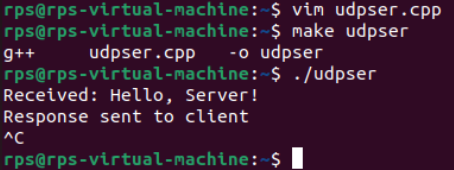 rps@rps-virtual-machine:~$ vim udpser.cpp
rps@rps-virtual-machine:~$ make udpser
g++     udpser.cpp   -o udpser
rps@rps-virtual-machine:~$ ./udpser
Received: Hello, Server!
Response sent to client
^C
rps@rps-virtual-machine:~$